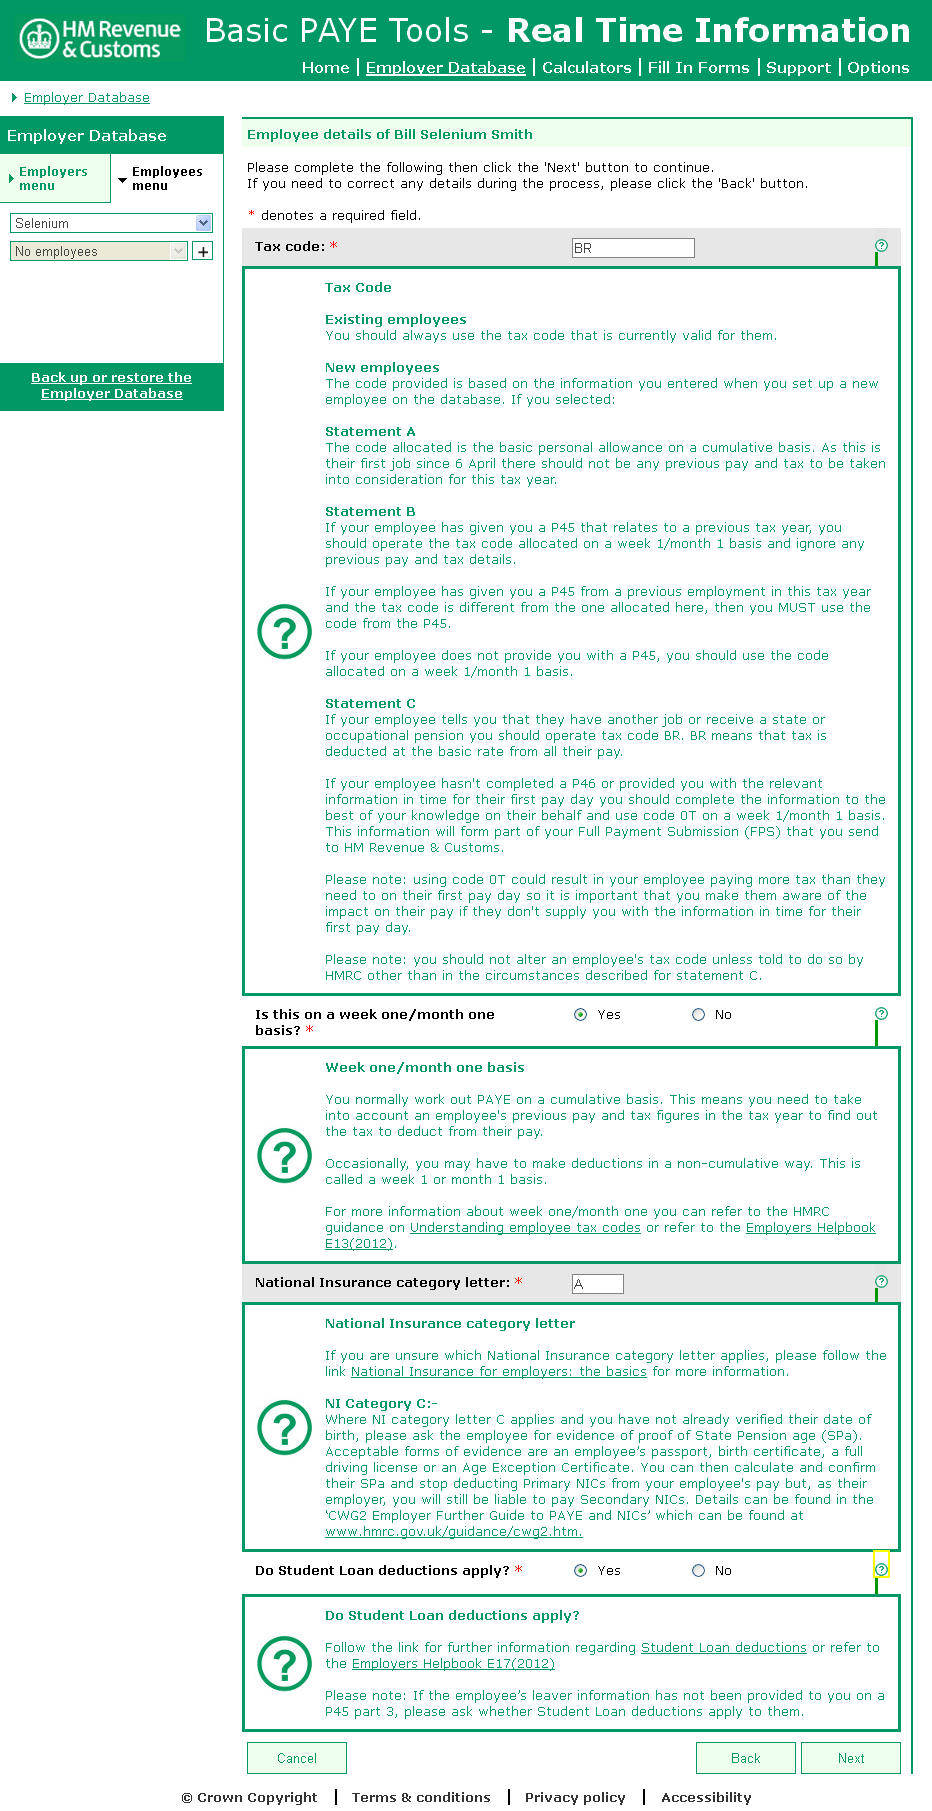 HM Revenue
& Customs
Basic PAYE Tools - Real Time Information
Home | Employer Database | Calculators | Fill In Forms | Support | Options
Employer Database
Employer Database
Employers menu
Employees menu
Selenium
No employees
+
Back up or restore the
Employer Database
Employee details of Bill Selenium Smith
Please complete the following then click the 'Next' button to continue.
If you need to correct any details during the process, please click the 'Back' button.
* denotes a required field.
Tax code: * BR ?
?
Tax Code
Existing employees
You should always use the tax code that is currently valid for them.
New employees
The code provided is based on the information you entered when you set up a new
employee on the database. If you selected:
Statement A
The code allocated is the basic personal allowance on a cumulative basis. As this is
their first job since 6 April there should not be any previous pay and tax to be taken
into consideration for this tax year.
Statement B
If your employee has given you a P45 that relates to a previous tax year, you
should operate the tax code allocated on a week 1/month 1 basis and ignore any
previous pay and tax details.
If your employee has given you a P45 from a previous employment in this tax year
and the tax code is different from the one allocated here, then you MUST use the
code from the P45.
If your employee does not provide you with a P45, you should use the code
allocated on a week 1/month 1 basis.
Statement C
If your employee tells you that they have another job or receive a state or
occupational pension you should operate tax code BR. BR means that tax is
deducted at the basic rate from all their pay.
If your employee hasn't completed a P46 or provided you with the relevant
information in time for their first pay day you should complete the information to the
best of your knowledge on their behalf and use code 0T on a week 1/month 1 basis.
This information will form part of your Full Payment Submission (FPS) that you send
to HM Revenue & Customs.
Please note: using code 0T could result in your employee paying more tax than they
need to on their first pay day so it is important that you make them aware of the
impact on their pay if they don't supply you with the information in time for their
first pay day.
Please note: you should not alter an employee's tax code unless told to do so by
HMRC other than in the circumstances described for statement C.
Is this on a week one/month one
basis? * Yes No ?
?
Week one/month one basis
You normally work out PAYE on a cumulative basis. This means you need to take
into account an employee's previous pay and tax figures in the tax year to find out
the tax to deduct from their pay.
Occasionally, you may have to make deductions in a non-cumulative way. This is
called a week 1 or month 1 basis.
For more information about week one/month one you can refer to the HMRC
guidance on Understanding employee tax codes or refer to the Employers Helpbook
E13(2012).
National Insurance category letter: * A ?
?
National Insurance category letter
If you are unsure which National Insurance category letter applies, please follow the
link National Insurance for employers: the basics for more information.
NI Category C:-
Where NI category letter C applies and you have not already verified their date of
birth, please ask the employee for evidence of proof of State Pension age (SPa).
Acceptable forms of evidence are an employee’s passport, birth certificate, a full
driving license or an Age Exception Certificate. You can then calculate and confirm
their SPa and stop deducting Primary NICs from your employee's pay but, as their
employer, you will still be liable to pay Secondary NICs. Details can be found in the
‘CWG2 Employer Further Guide to PAYE and NICs’ which can be found at
www.hmrc.gov.uk/guidance/cwg2.htm.
Do Student Loan deductions apply? * Yes No ?
?
Do Student Loan deductions apply?
Follow the link for further information regarding Student Loan deductions or refer to
the Employers Helpbook E17(2012)
Please note: If the employee’s leaver information has not been provided to you on a
P45 part 3, please ask whether Student Loan deductions apply to them.
Cancel Back Next
© Crown Copyright | Terms & conditions | Privacy policy | Accessibility